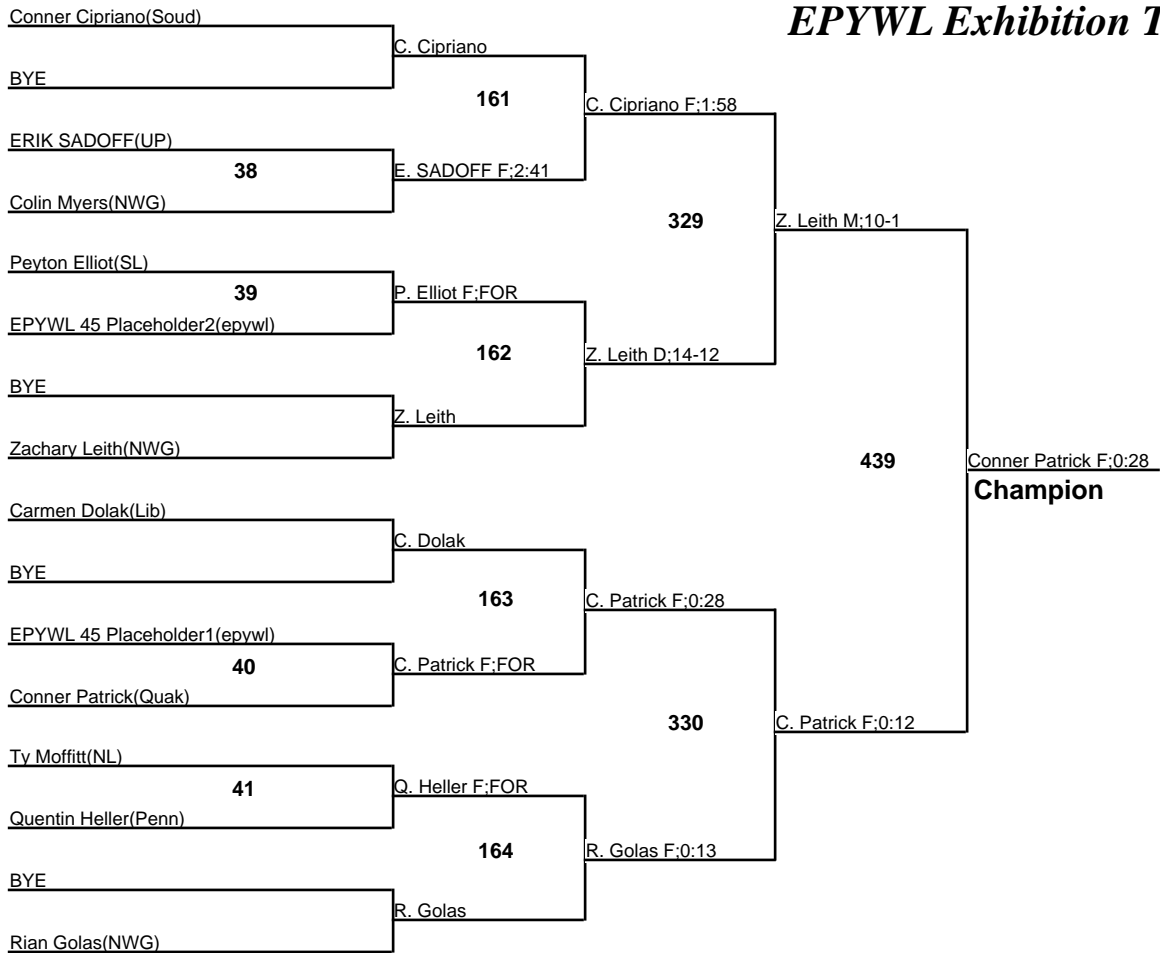 EPYWL Exhibition T
Conner Cipriano(Soud)
C. Cipriano
BYE
161
C. Cipriano F;1:58
ERIK SADOFF(UP)
38
E. SADOFF F;2:41
Colin Myers(NWG)
329
Z. Leith M;10-1
Peyton Elliot(SL)
39
P. Elliot F;FOR
EPYWL 45 Placeholder2(epywl)
162
Z. Leith D;14-12
BYE
Z. Leith
Zachary Leith(NWG)
439
Conner Patrick F;0:28
Champion
Carmen Dolak(Lib)
C. Dolak
BYE
163
C. Patrick F;0:28
EPYWL 45 Placeholder1(epywl)
40
C. Patrick F;FOR
Conner Patrick(Quak)
330
C. Patrick F;0:12
Ty Moffitt(NL)
41
Q. Heller F;FOR
Quentin Heller(Penn)
164
R. Golas F;0:13
BYE
R. Golas
Rian Golas(NWG)